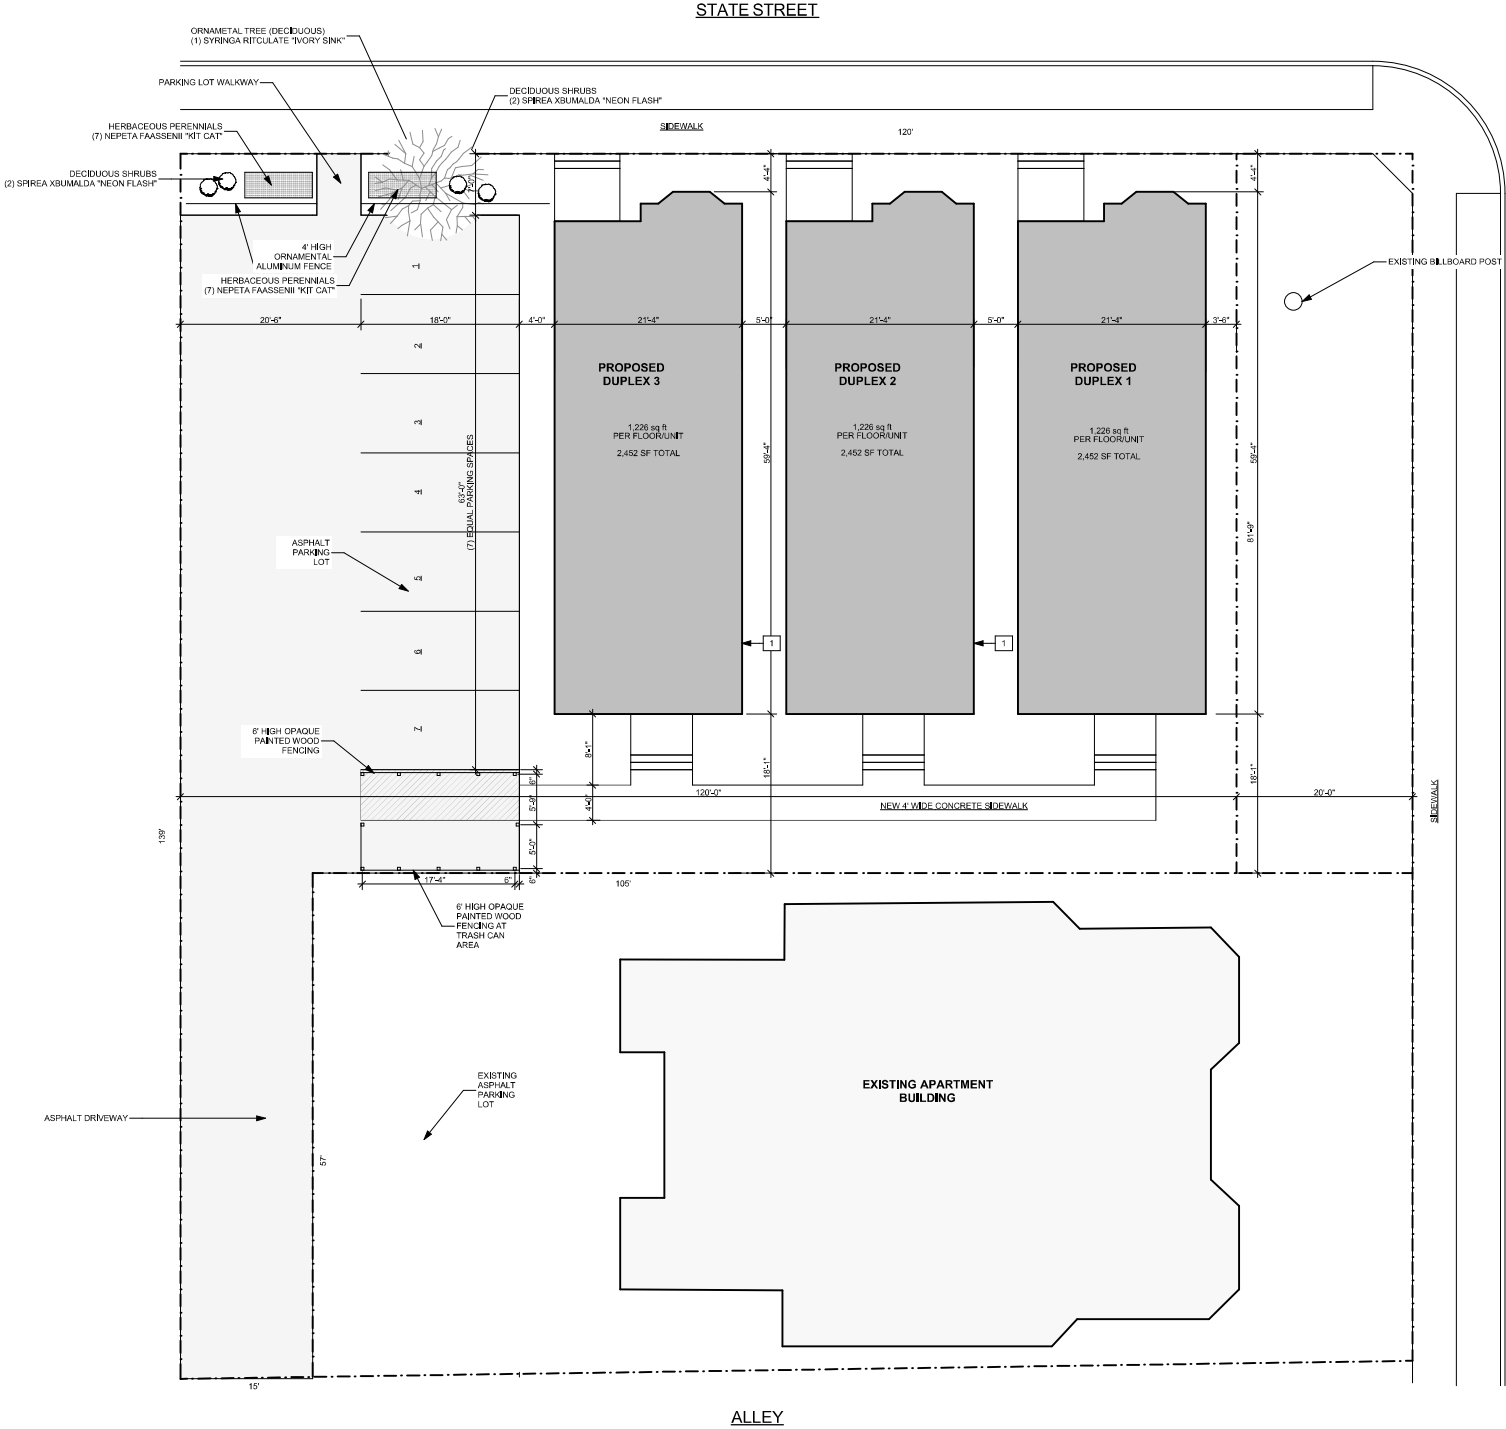 STATE STREET
ORNAMETAL TREE (DECIDUOUS)
(1) SYRINGA RITCULATE "IVORY SINK"
PARKING LOT WALKWAY
DECIDUOUS SHRUBS
(2) SPIREA XBUMALDA "NEON FLASH"
HERBACEOUS PERENNIALS
(7) NEPETA FAASSENII "KIT CAT"
SIDEWALK
120'
DECIDUOUS SHRUBS
(2) SPIREA XBUMALDA "NEON FLASH"
7'-0"
4'-4"
4'-4"
4' HIGH
ORNAMENTAL
ALUMINUM FENCE
HERBACEOUS PERENNIALS
(7) NEPETA FAASSENII "KIT CAT"
1
EXISTING BILLBOARD POST
20'-6"
18'-0"
4'-0"
21'-4"
5'-0"
21'-4"
5'-0"
21'-4"
3'-6"
2
PROPOSED
DUPLEX 3
PROPOSED
DUPLEX 2
PROPOSED
DUPLEX 1
3
1,226 sq ft
PER FLOOR/UNIT
2,452 SF TOTAL
1,226 sq ft
PER FLOOR/UNIT
2,452 SF TOTAL
1,226 sq ft
PER FLOOR/UNIT
2,452 SF TOTAL
59'-4"
59'-4"
63'-0"
(7) EQUAL PARKING SPACES
4
81'-9"
ASPHALT
PARKING
LOT
5
6
1
1
7
6' HIGH OPAQUE
PAINTED WOOD
FENCING
8'-1"
18'-1"
18'-1"
6"
5'-9"
4'-0"
120'-0"
NEW 4' WIDE CONCRETE SIDEWALK
20'-0"
SIDEWALK
139'
5'-0"
17'-4"
6"
6"
105'
6' HIGH OPAQUE
PAINTED WOOD
FENCING AT
TRASH CAN
AREA
EXISTING
ASPHALT
PARKING
LOT
EXISTING APARTMENT
BUILDING
ASPHALT DRIVEWAY
57'
15'
ALLEY